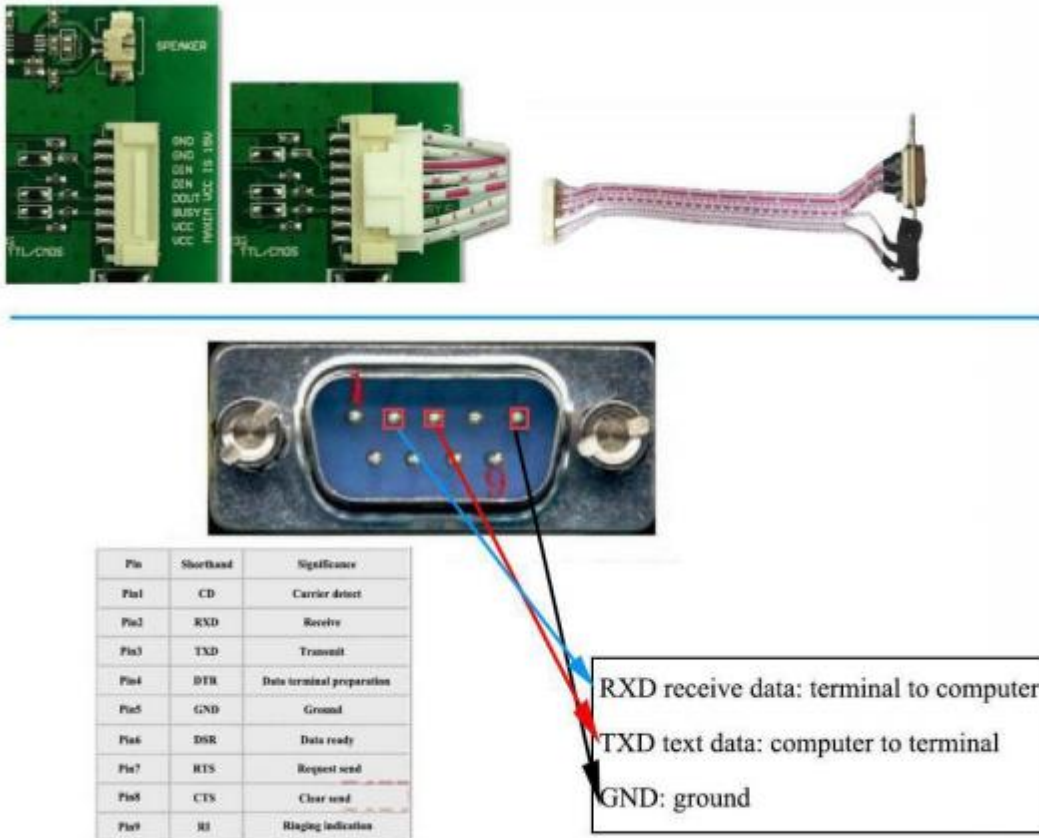 SPEAKER
GND
GND
DIN
DIN
DOUT
BUSY
VCC
VCC
MAXIM VCC IS 15V
TTL/CMOS
TTL/CMOS
1
9
Pin Shorthand Significance
Pin1 CD Carrier detect
Pin2 RXD Receive
Pin3 TXD Transmit
Pin4 DTR Data terminal preparation
Pin5 GND Ground
Pin6 DSR Data ready
Pin7 RTS Request send
Pin8 CTS Clear send
Pin9 RI Ringing indication
RXD receive data: terminal to computer
TXD text data: computer to terminal
GND: ground